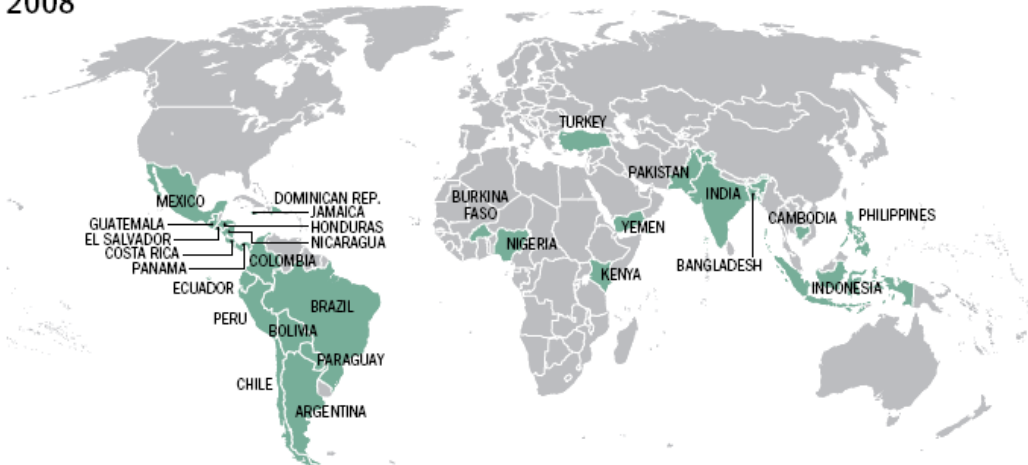 2008
TURKEY
PAKISTAN
INDIA
MEXICO
DOMINICAN REP.
JAMAICA
GUATEMALA
HONDURAS
EL SALVADOR
NICARAGUA
COSTA RICA
PANAMA
COLOMBIA
BURKINA
FASO
NIGERIA
YEMEN
CAMBODIA
PHILIPPINES
BANGLADESH
KENYA
INDONESIA
ECUADOR
BRAZIL
PERU
BOLIVIA
PARAGUAY
CHILE
ARGENTINA